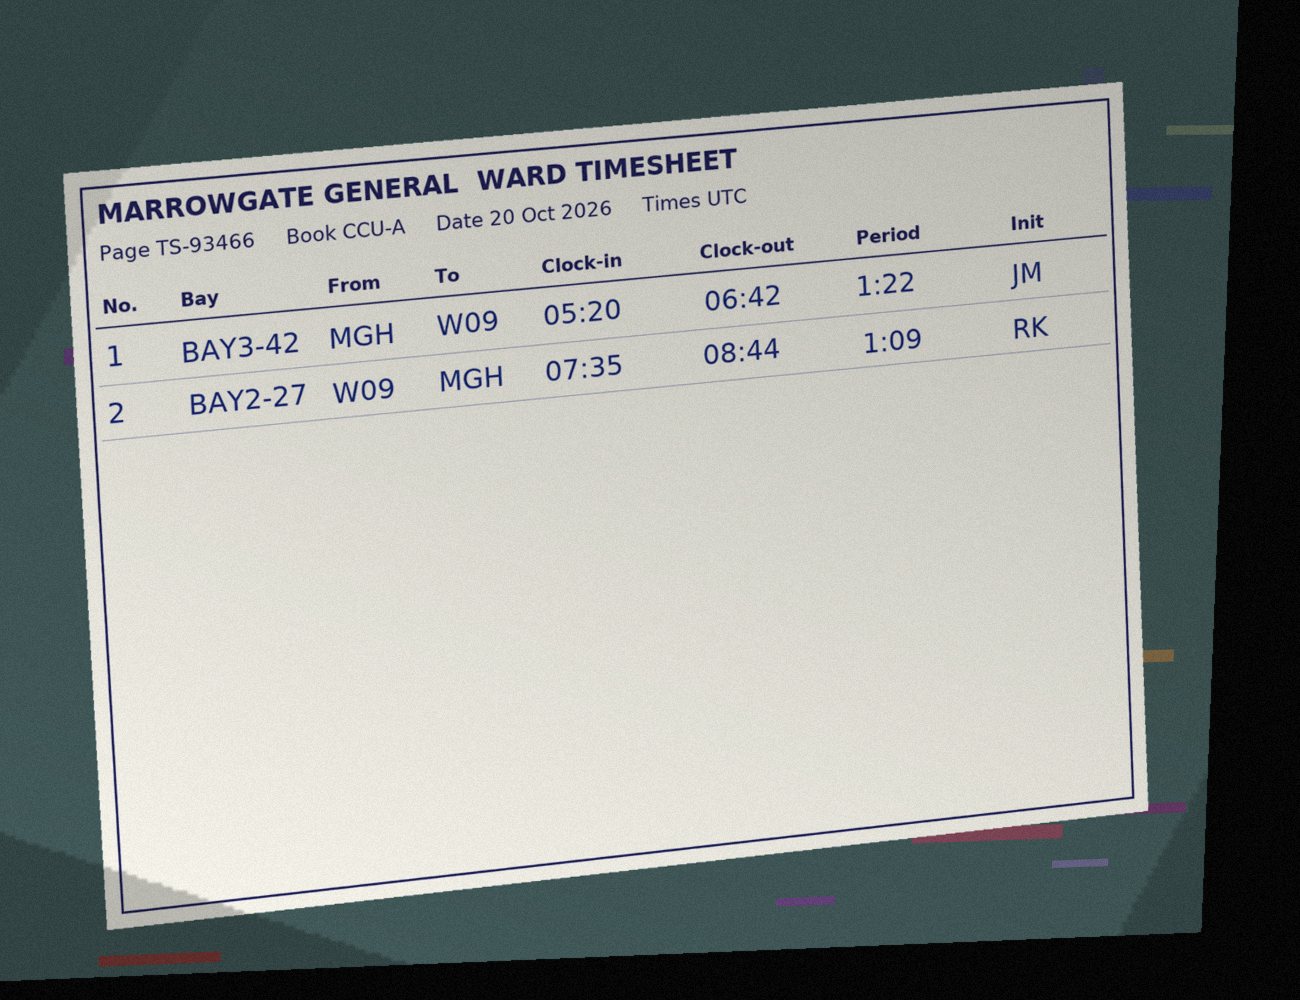 MARROWGATE GENERAL WARD TIMESHEET
Page TS-93466 Book CCU-A Date 20 Oct 2026 Times UTC
No. Bay From To Clock-in Clock-out Period Init
1 BAY3-42 MGH W09 05:20 06:42 1:22 JM
2 BAY2-27 W09 MGH 07:35 08:44 1:09 RK